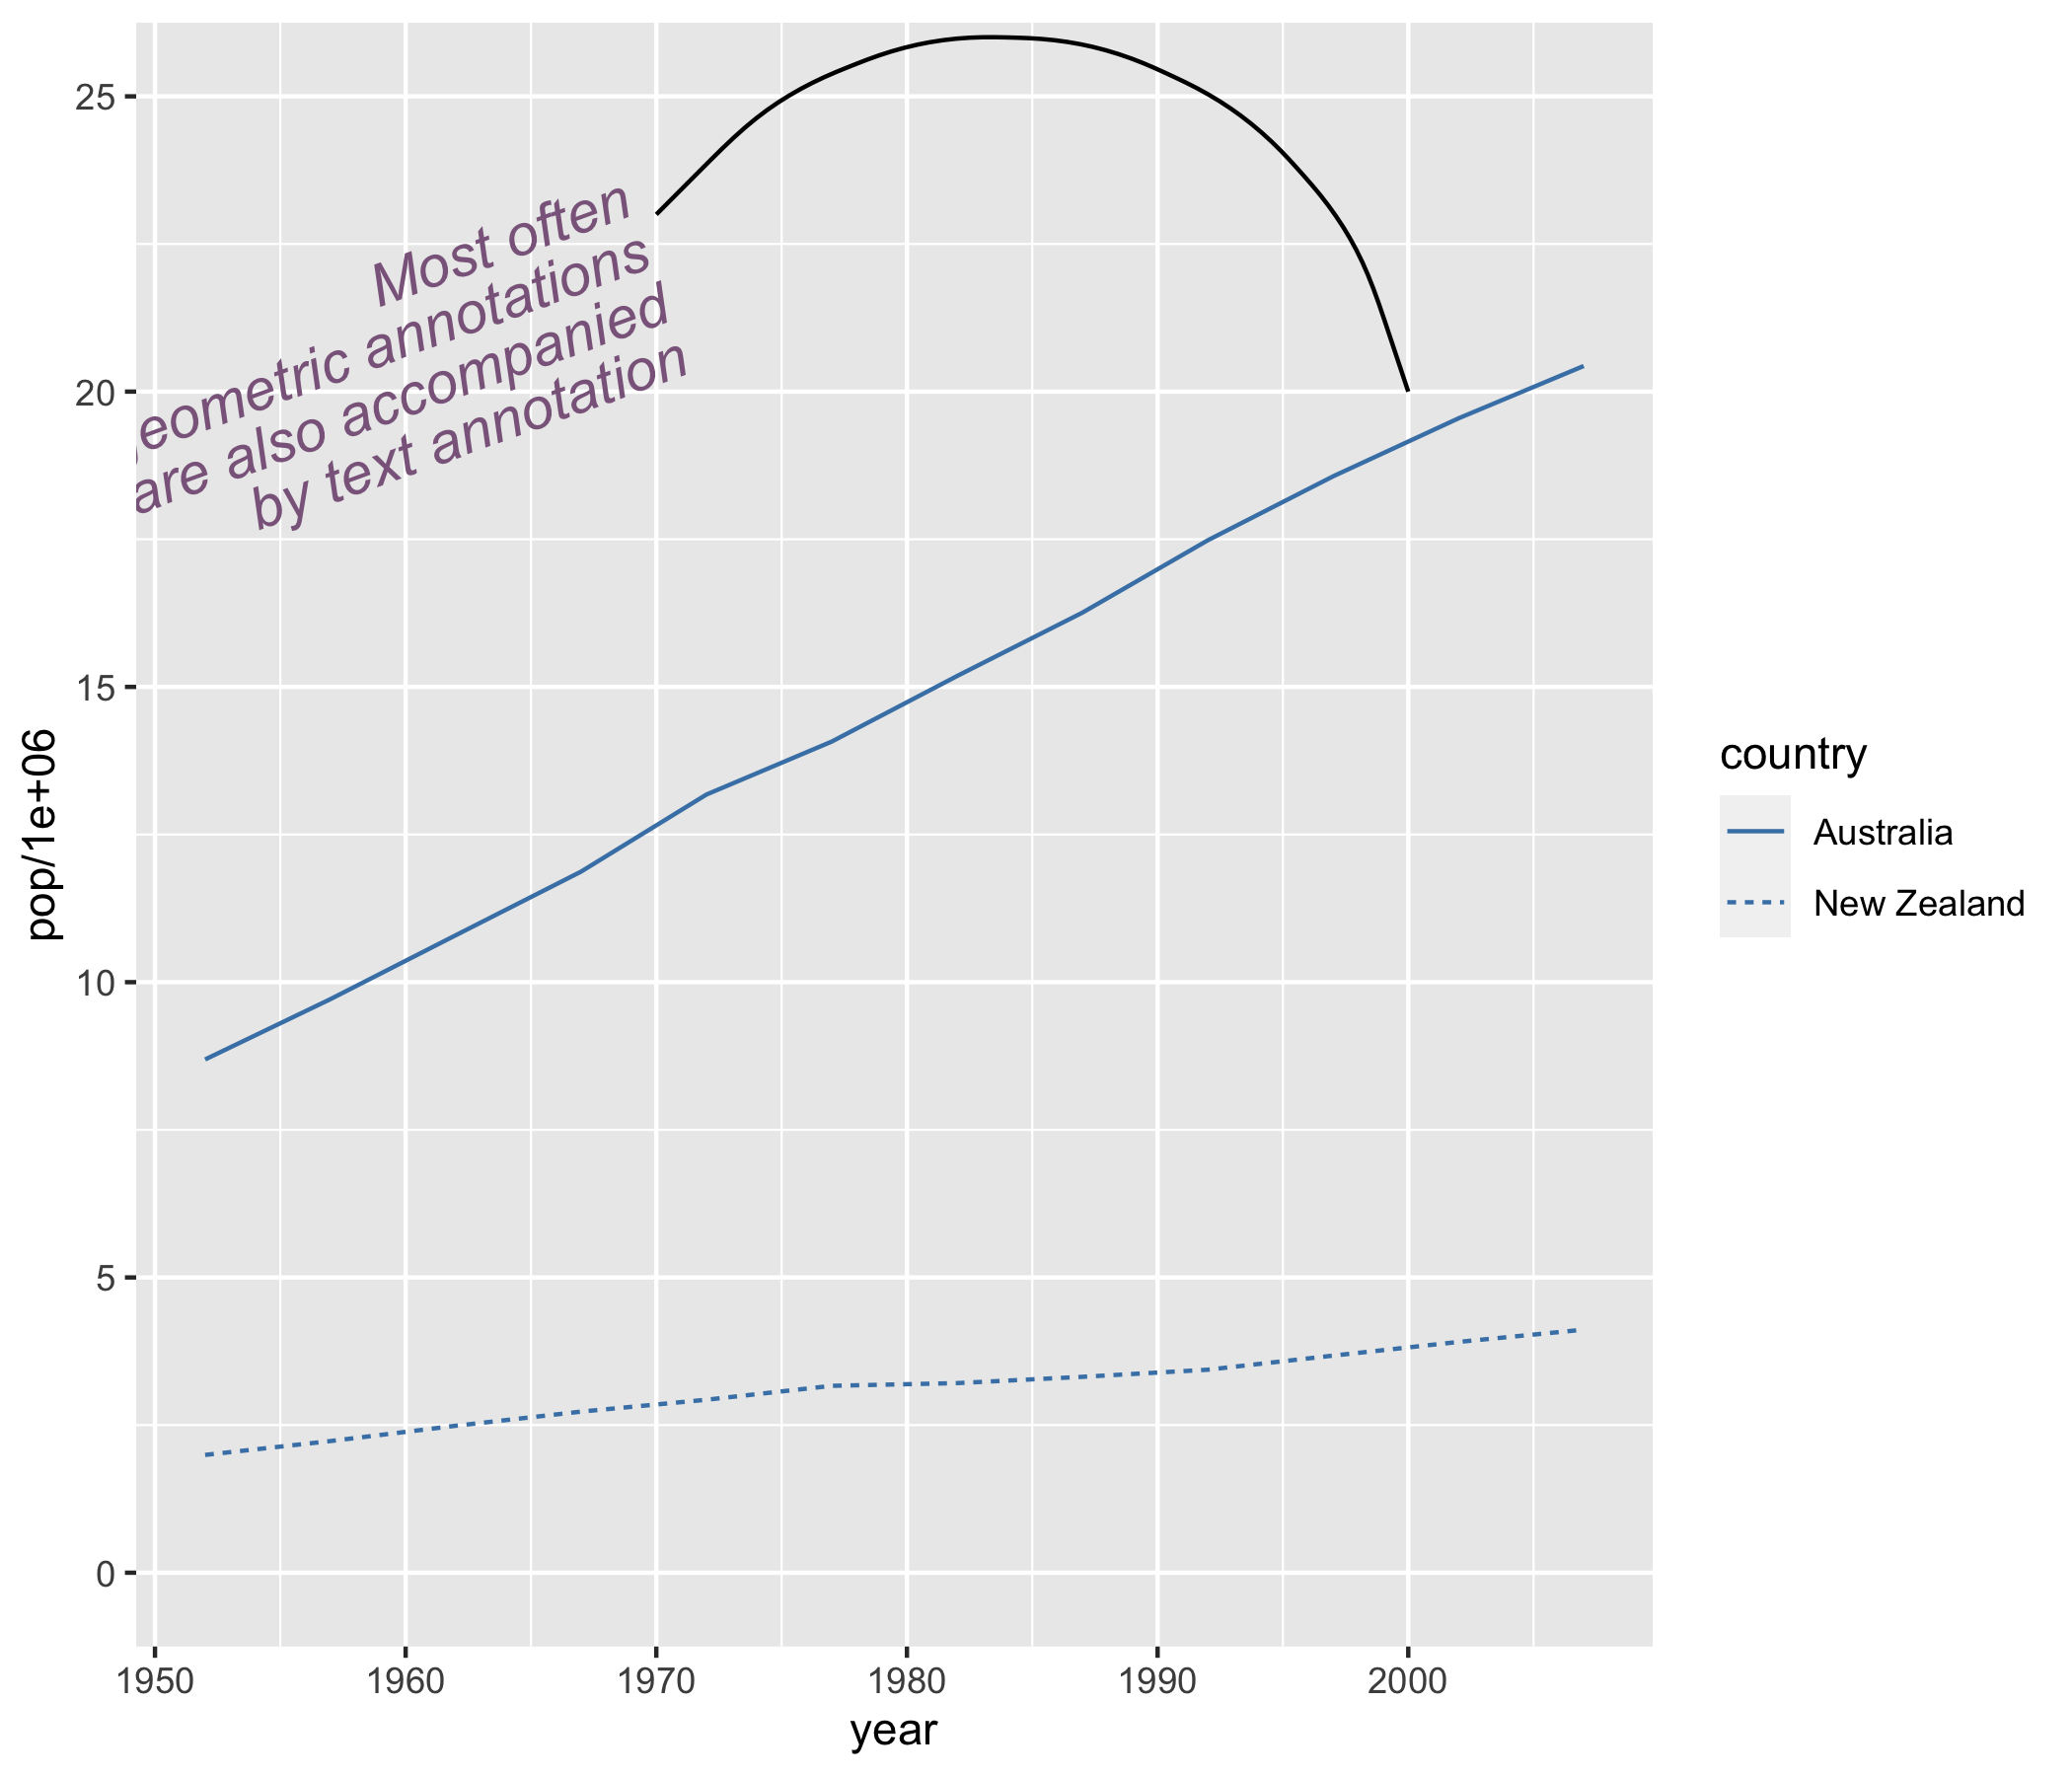 25
20
15
10
5
0
pop/1e+06
Most often
eometric annotations
are also accompanied
by text annotation
1950 1960 1970 1980 1990 2000
year
country
Australia
New Zealand